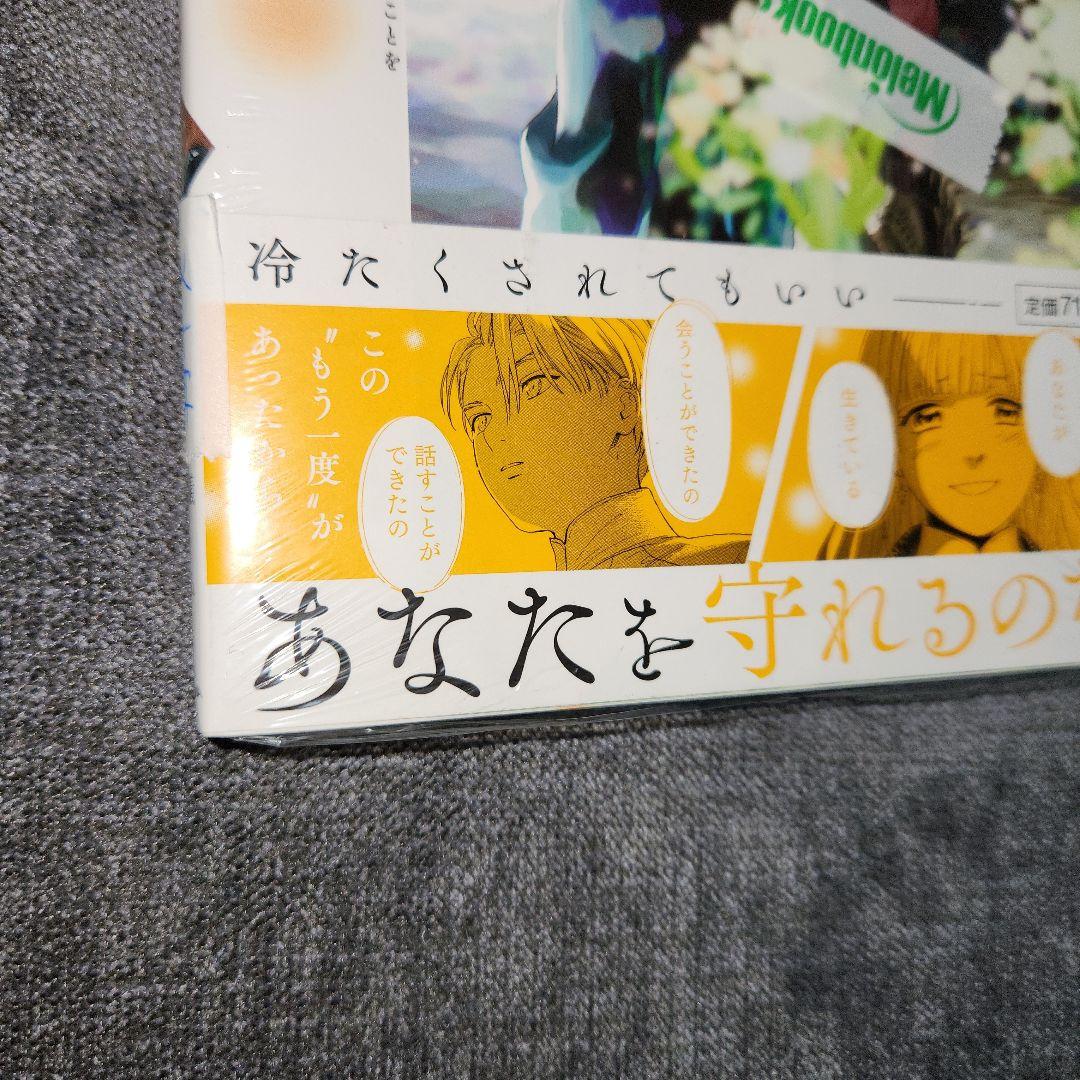 ことを
Melonbook
冷たくされてもいい
定価71
この
"もう一度"が
あった
話すことが
できたの
会うことができたの
生きている
あなたが
あなたを守れるのな